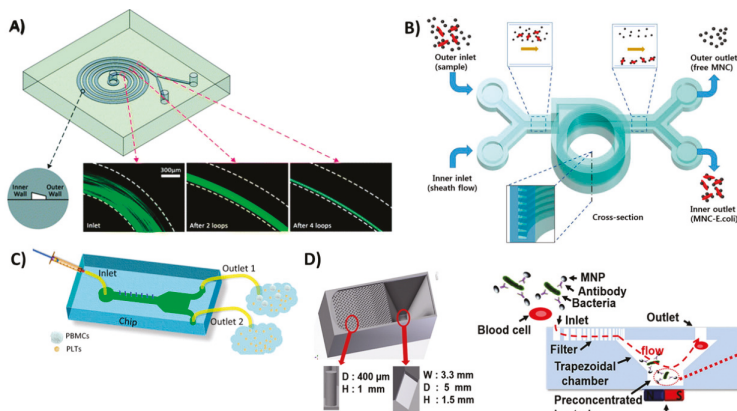 A)
Inner
Wall
Outer
Wall
300µm
Inlet
After 2 loops
After 4 loops
B)
Outer inlet
(sample)
Inner inlet
(sheath flow)
Outer outlet
(free MNC)
Inner outlet
(MNC-E.coli)
Cross-section
C)
Inlet
Outlet 1
Outlet 2
Chip
PBMCs
PLTs
D)
D : 400 µm
H : 1 mm
W : 3.3 mm
D : 5 mm
H : 1.5 mm
MNP
Antibody
Bacteria
Blood cell
Inlet
Outlet
Filter
flow
Trapezoidal
chamber
Preconcentrated
S